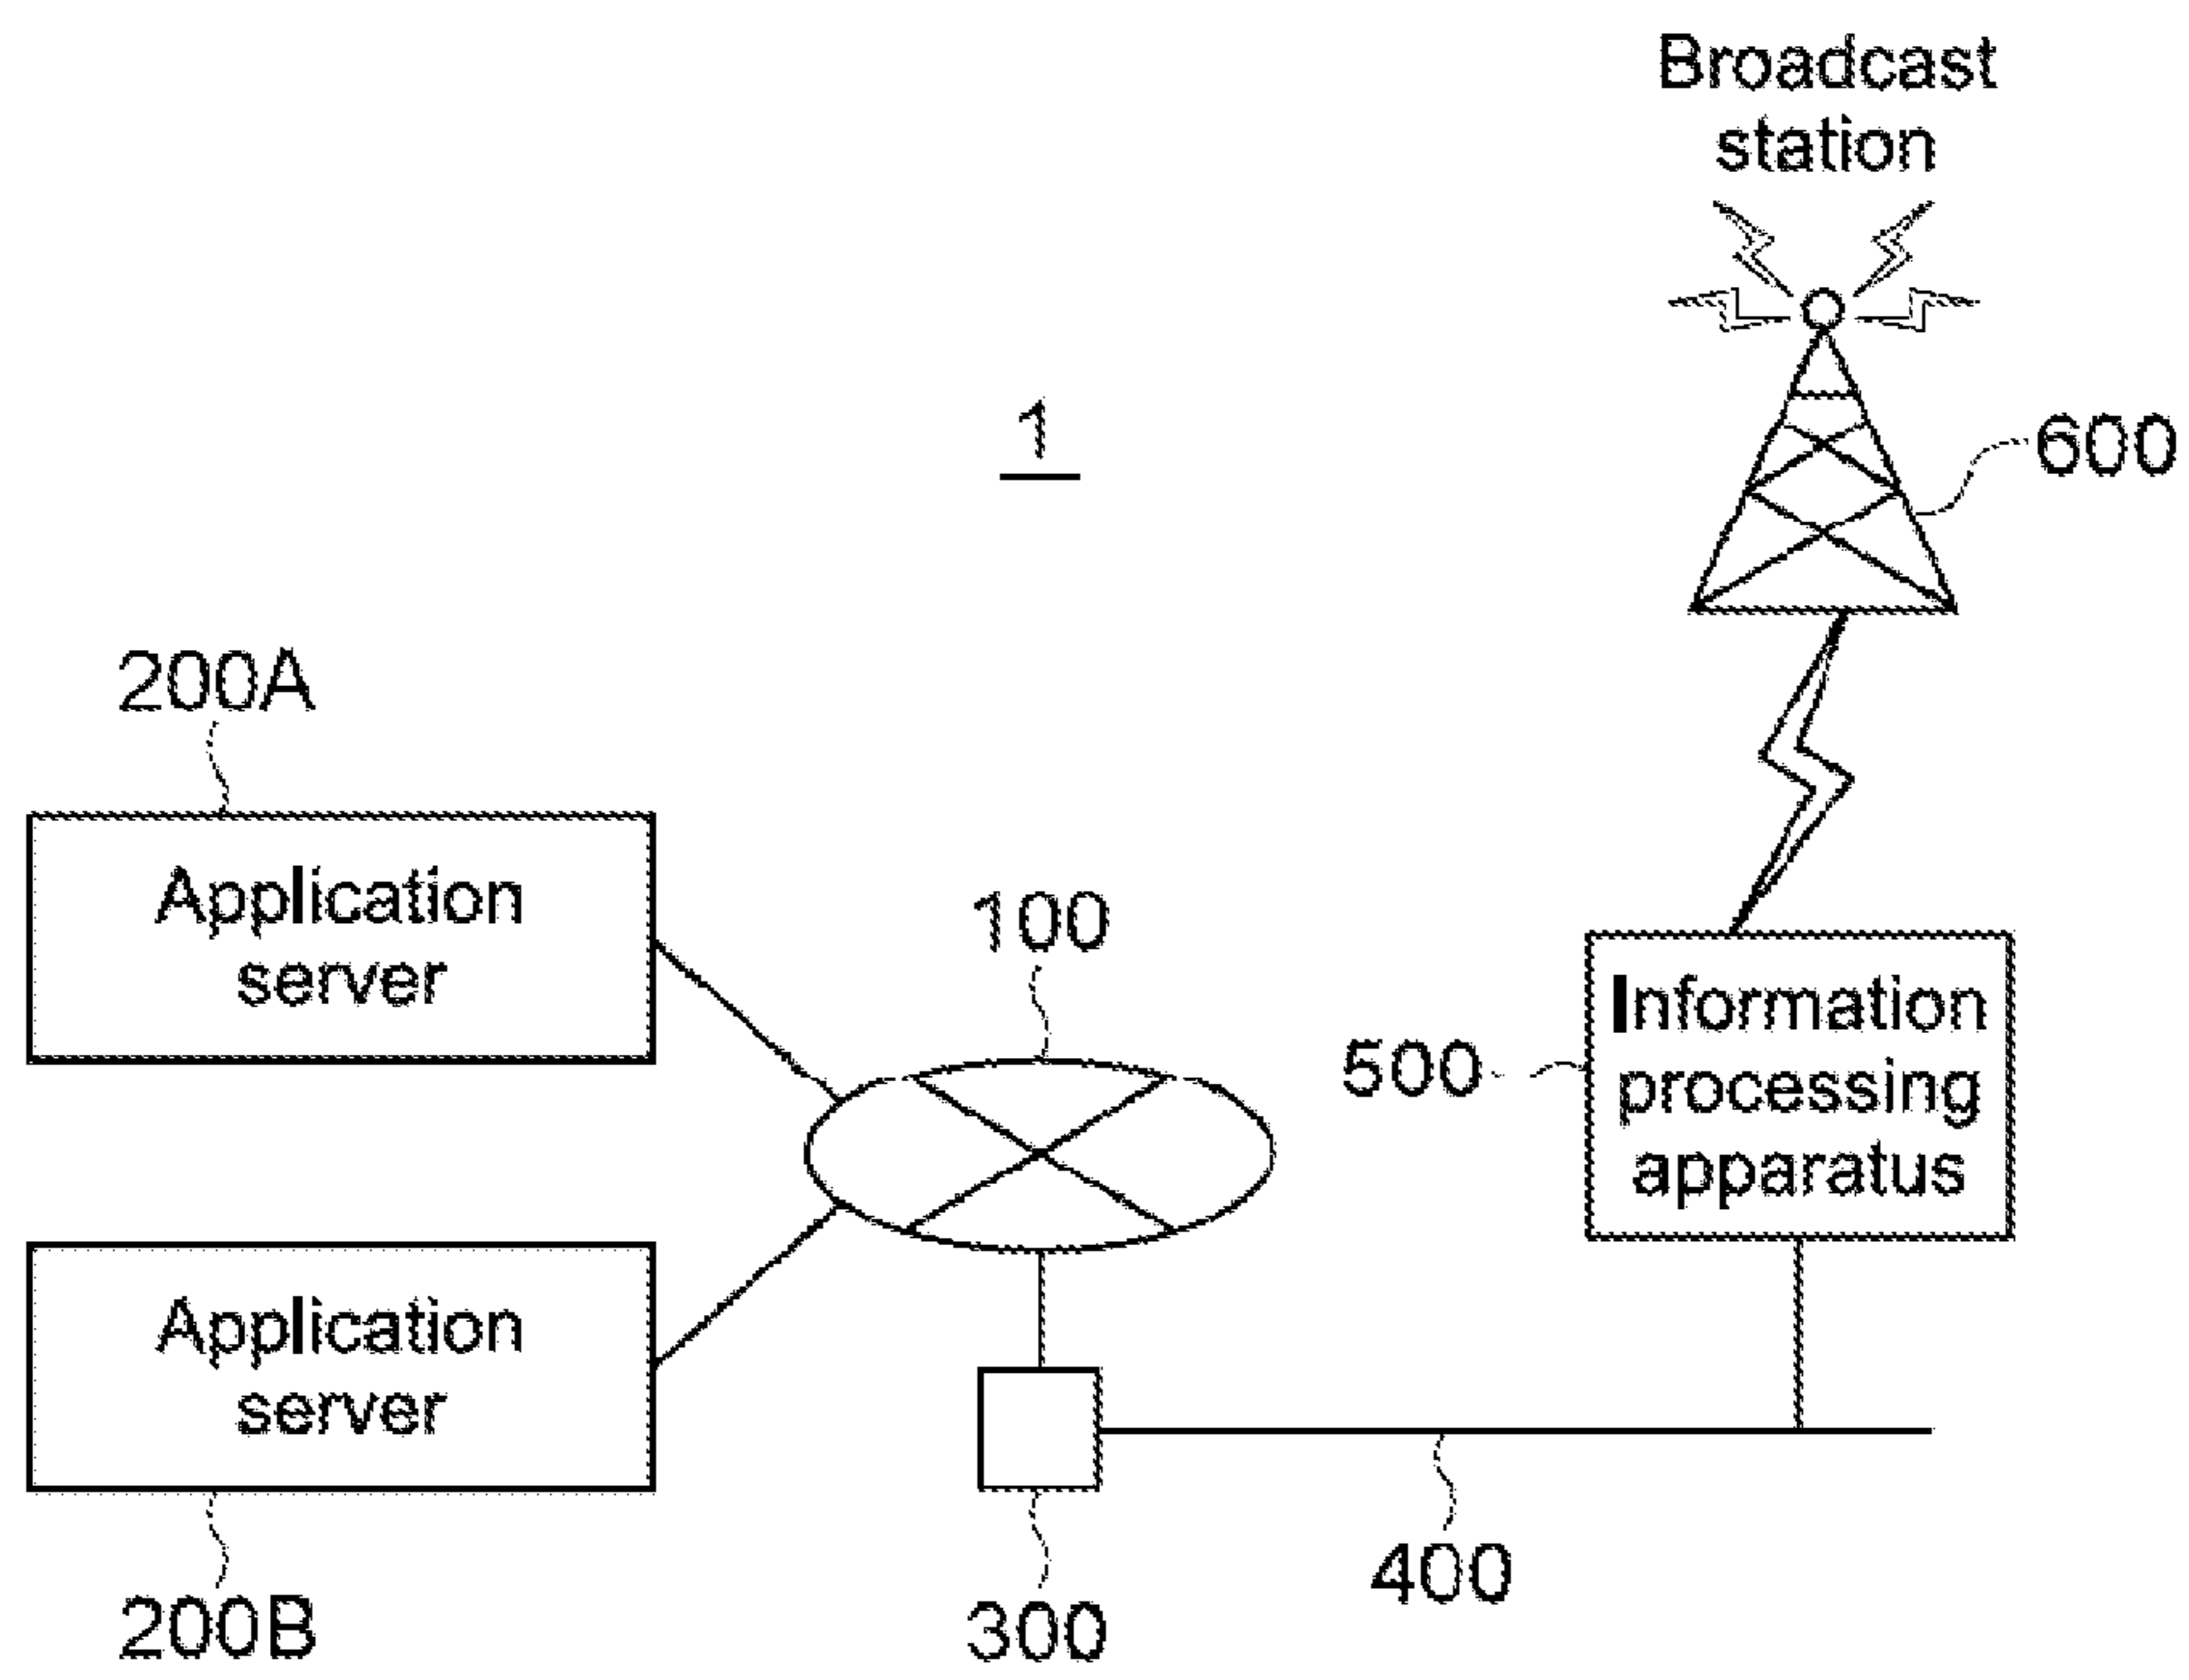 Broadcast
station
1
600
200A
Application
server
100
Information
processing
apparatus
500
Application
server
400
200B
300